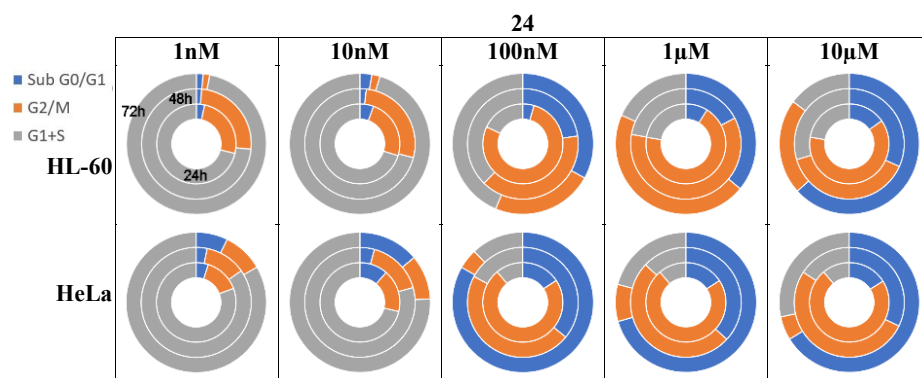 24
1nM 10nM 100nM 1µM 10µM
Sub G0/G1
G2/M
G1+S
72h 48h
24h
HL-60
HeLa